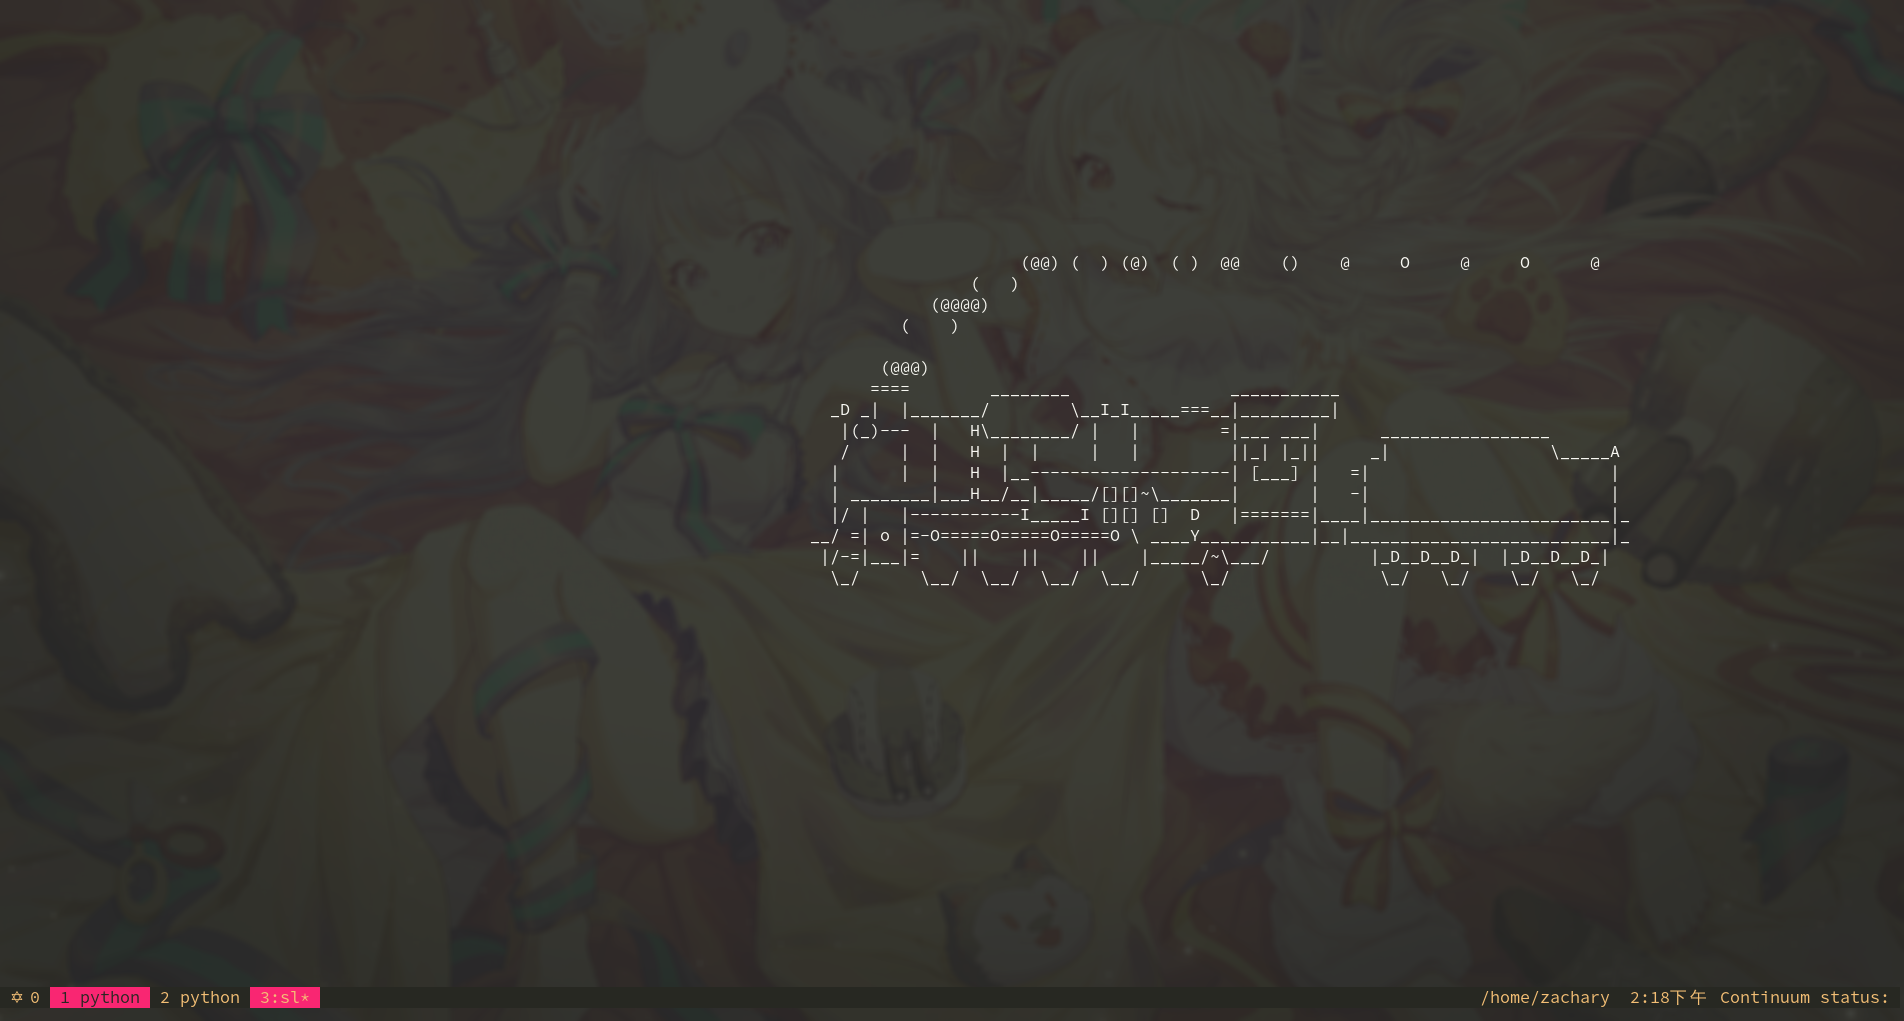 (@@) (  ) (@)  ( )  @@    ()    @     O     @     O      @
(   )
(@@@@)
(    )
(@@@)
====        ________                ___________
_D _|  |_______/        \__I_I_____===__|_________|
|(_)---  |   H\________/ |   |        =|___ ___|      _________________
/     |  |   H  |  |     |   |         ||_| |_||     _|                \_____A
|      |  |   H  |__--------------------| [___] |   =|                        |
| ________|___H__/__|_____/[][]~\_______|       |   -|                        |
|/ |   |-----------I_____I [][] []  D   |=======|____|________________________|_
__/ =| o |=-O=====O=====O=====O \ ____Y___________|__|__________________________|_
|/-=|___|=    ||    ||    ||    |_____/~\___/          |_D__D__D_|  |_D__D__D_|
\_/      \__/  \__/  \__/  \__/      \_/               \_/   \_/    \_/   \_/
✡ 0 1 python 2 python 3:sl* /home/zachary 2:18下午 Continuum status: